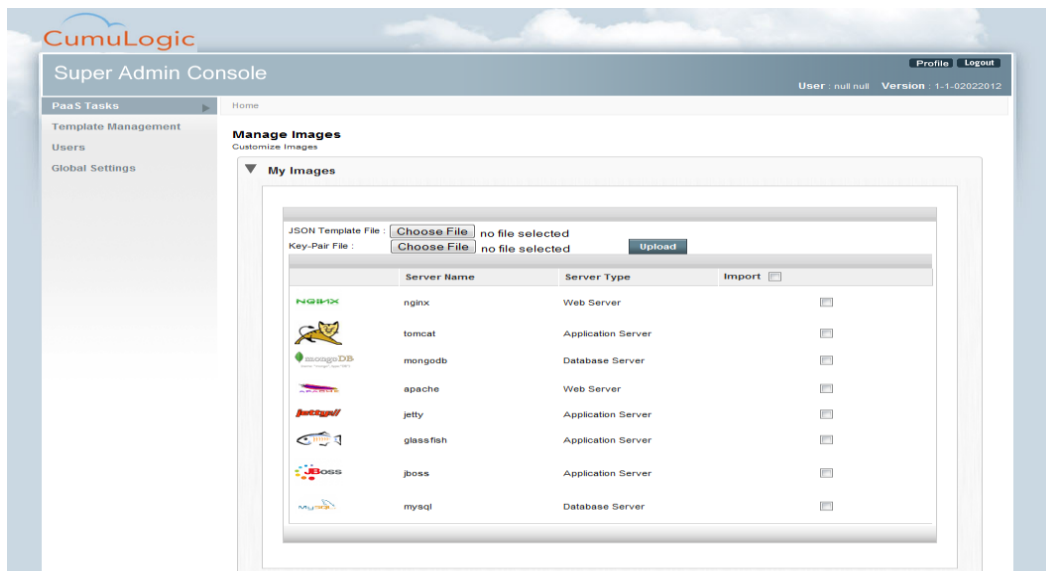 CumuLogic
Super Admin Console
Profile Logout
User : null null Version : 1-1-02022012
PaaS Tasks
Home
Template Management
Users
Global Settings
Manage Images
Customize Images
My Images
JSON Template File : Choose File no file selected
Key-Pair File : Choose File no file selected Upload
Server Name Server Type Import
NGINX nginx Web Server
tomcat Application Server
mongoDB mongodb Database Server
APACHE apache Web Server
jetty:// jetty Application Server
glassfish Application Server
JBoss jboss Application Server
MySQL mysql Database Server